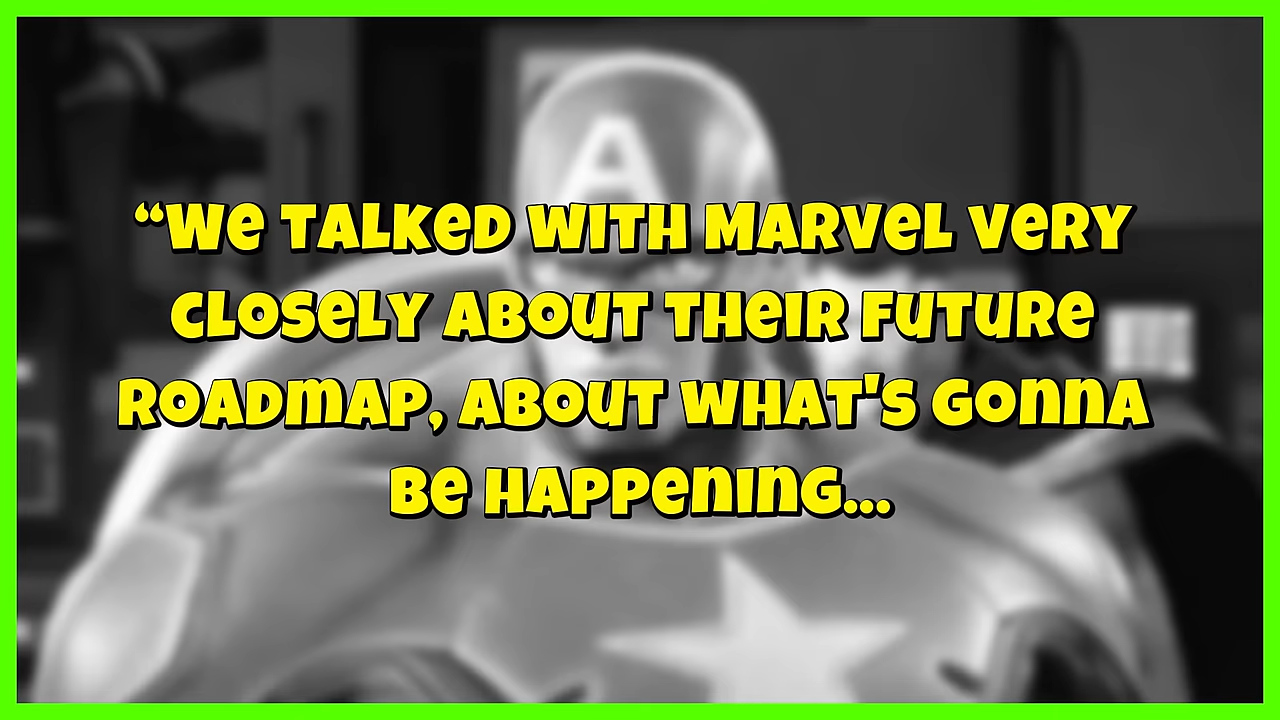 A
“We talked with Marvel very
closely about their future
roadmap, about what's gonna
be happening...